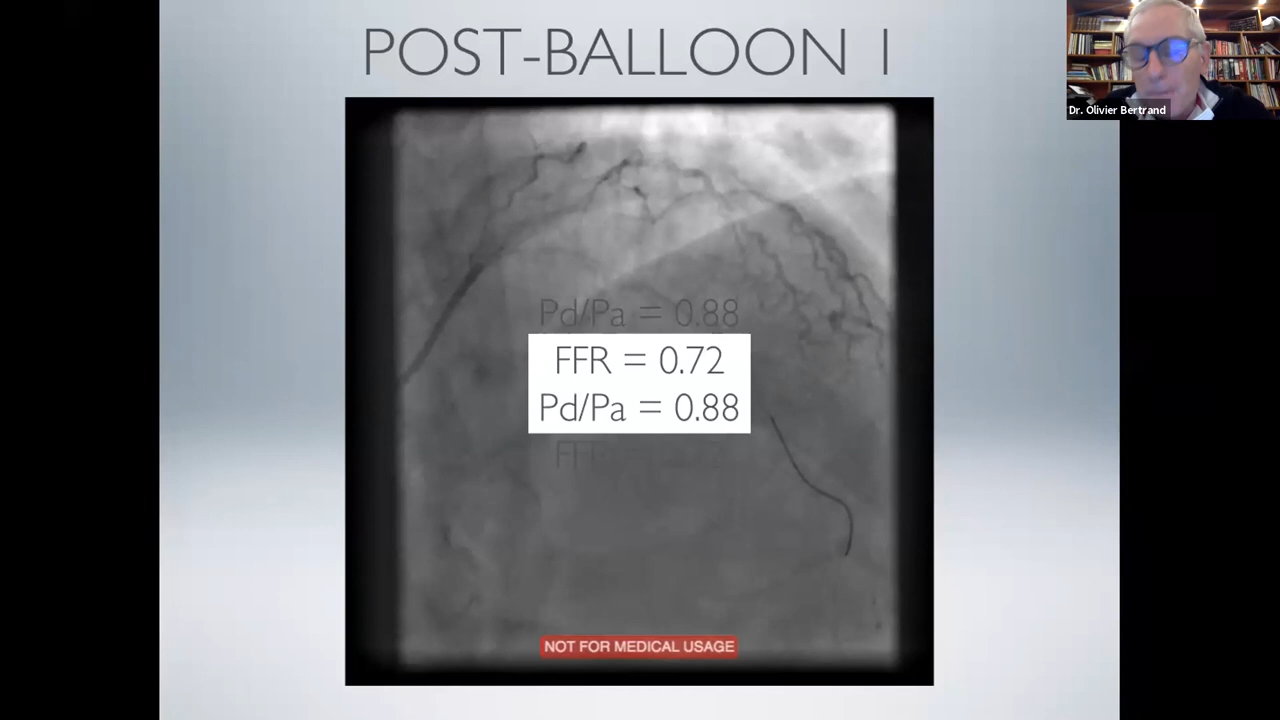 POST-BALLOON 1
Dr. Olivier Bertrand
Pd/Pa = 0.88
FFR = 0.72
Pd/Pa = 0.88
NOT FOR MEDICAL USAGE